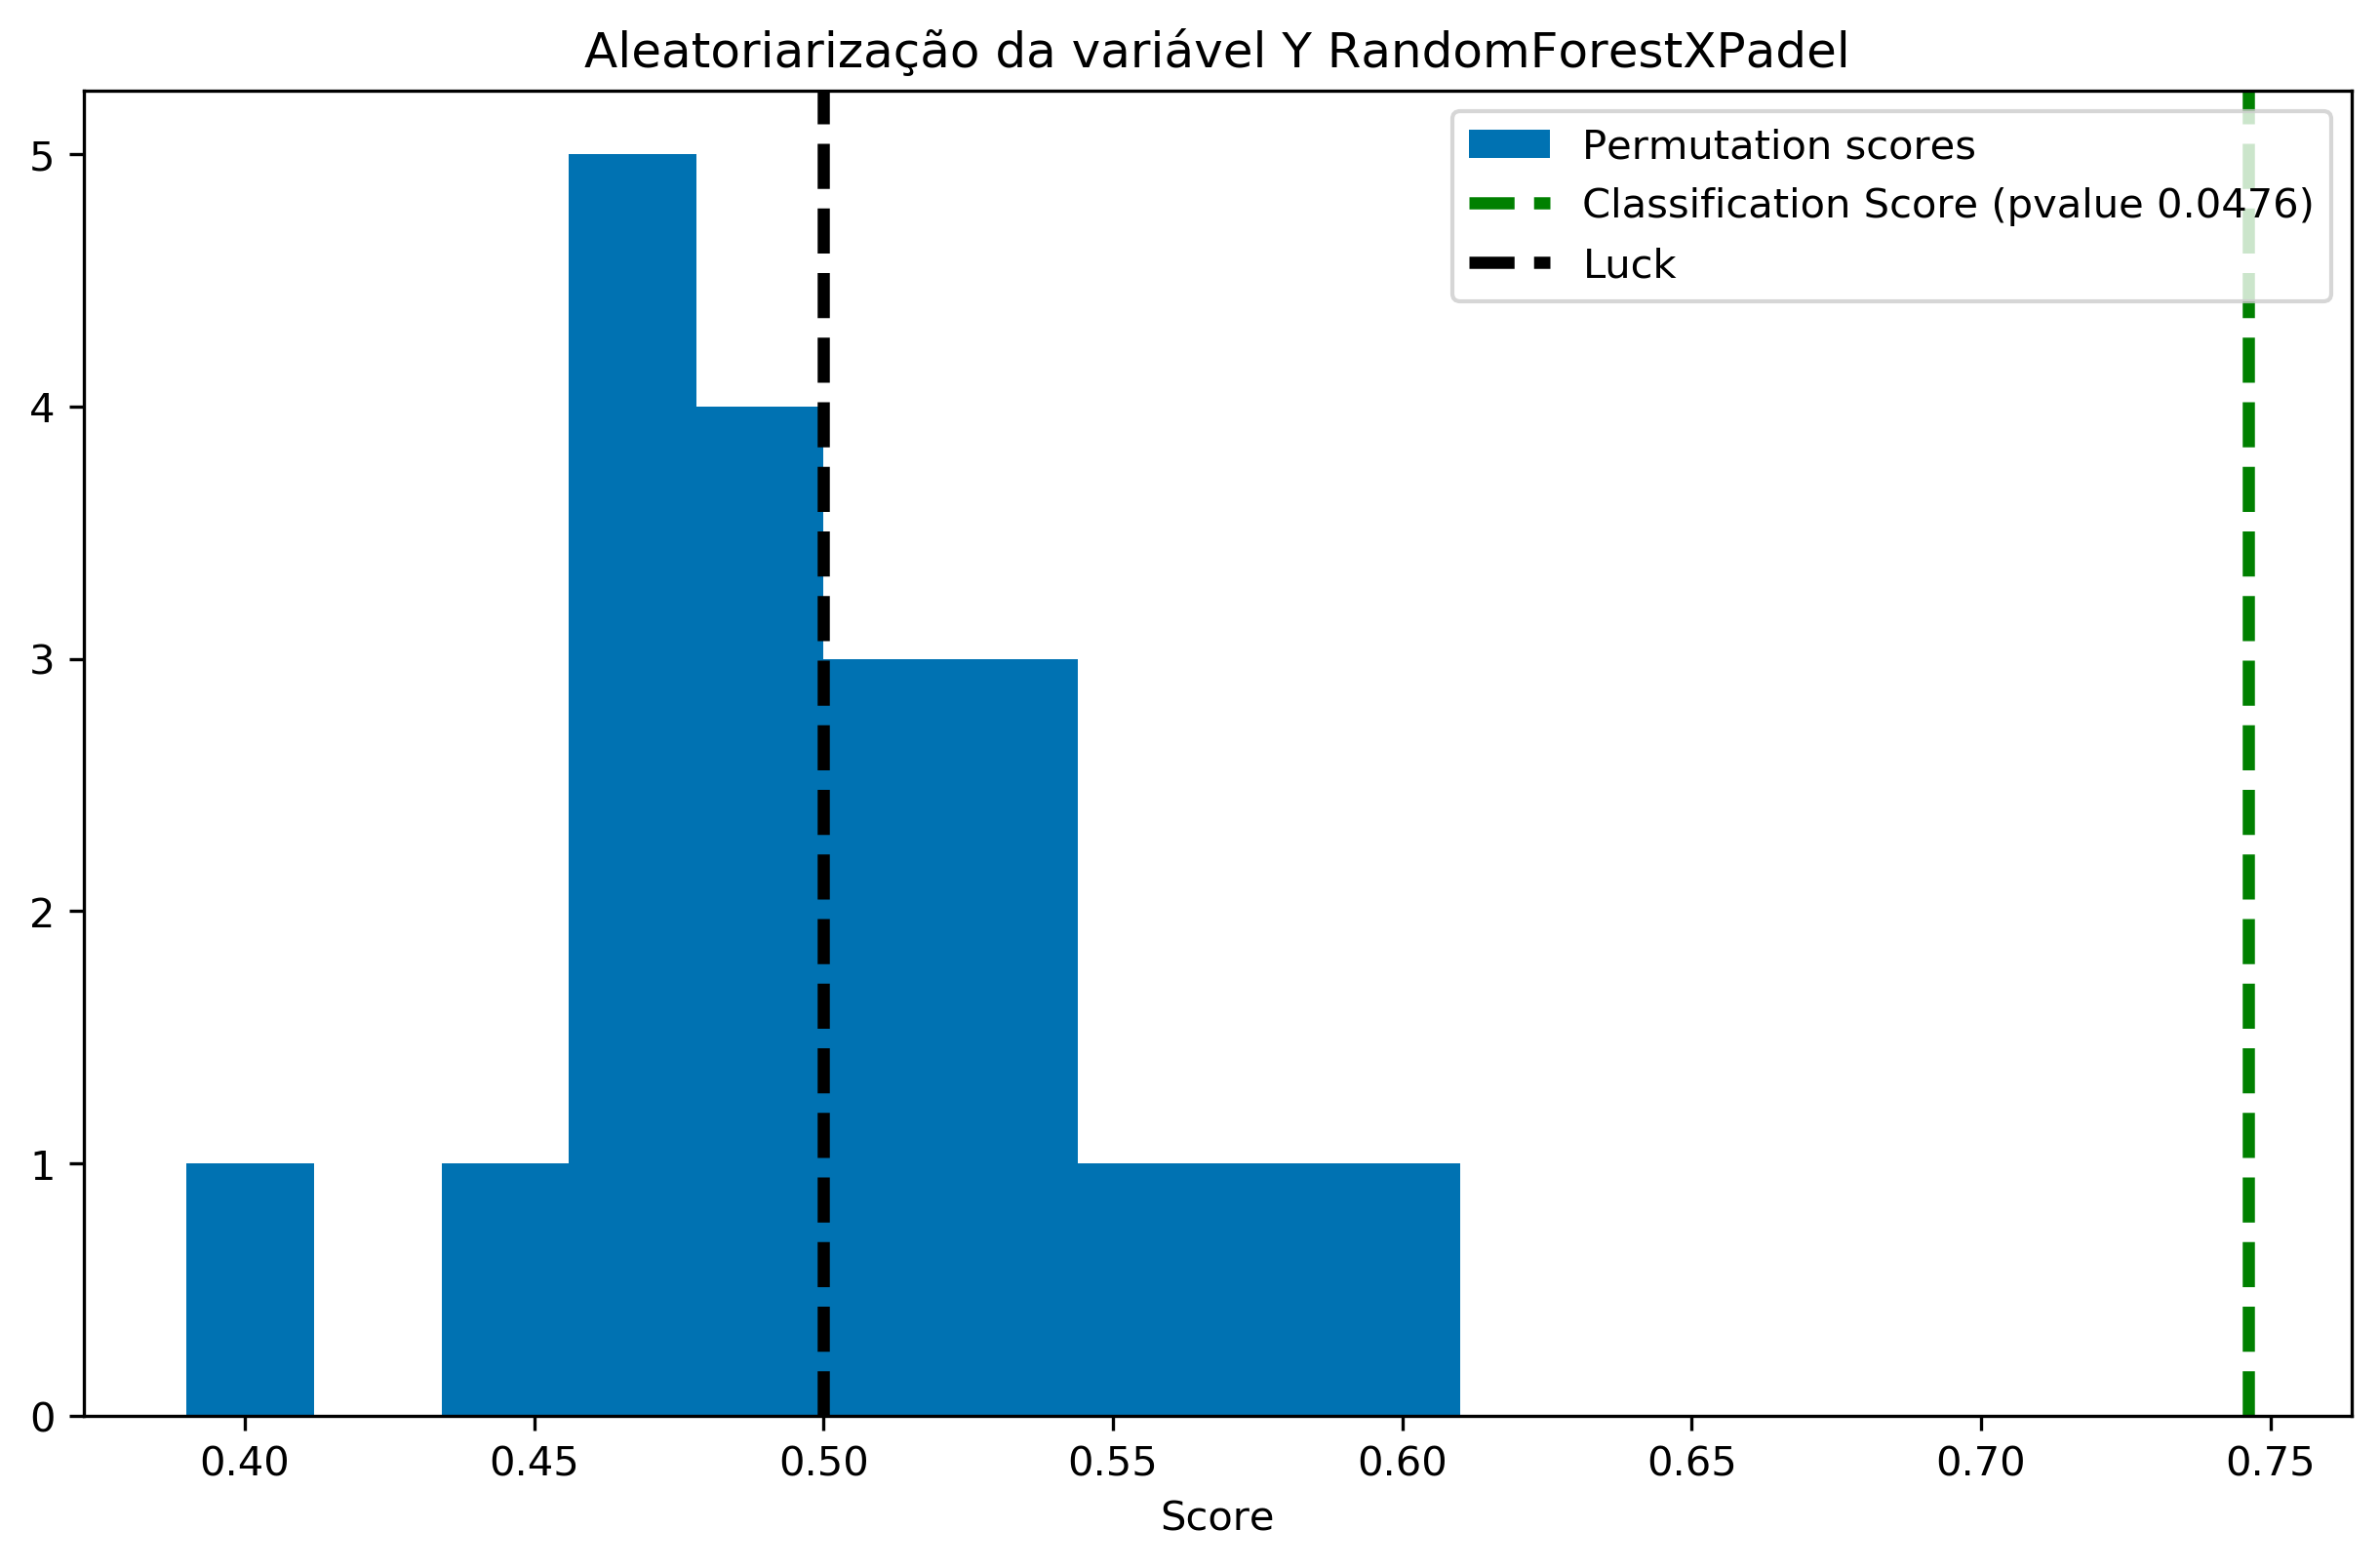 Aleatoriarização da variável Y RandomForestXPadel
Permutation scores
Classification Score (pvalue 0.0476)
Luck
5
4
3
2
1
0
0.40 0.45 0.50 0.55 0.60 0.65 0.70 0.75
Score